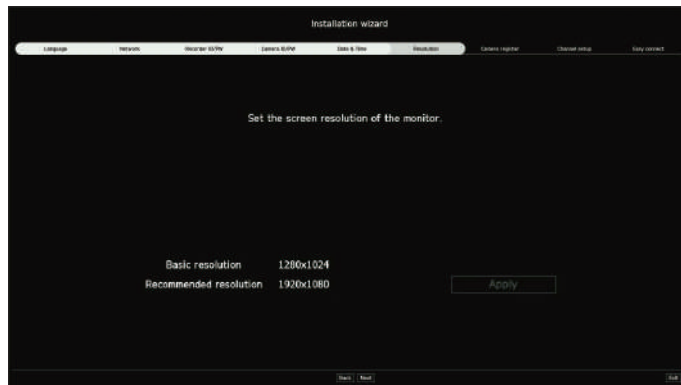 Installation wizard
Language Network Recorder ID/PW Camera ID/PW Date & Time Resolution Camera register Channel setup Easy connect
Set the screen resolution of the monitor.
Basic resolution 1280x1024
Recommended resolution 1920x1080 Apply
Back Next Exit